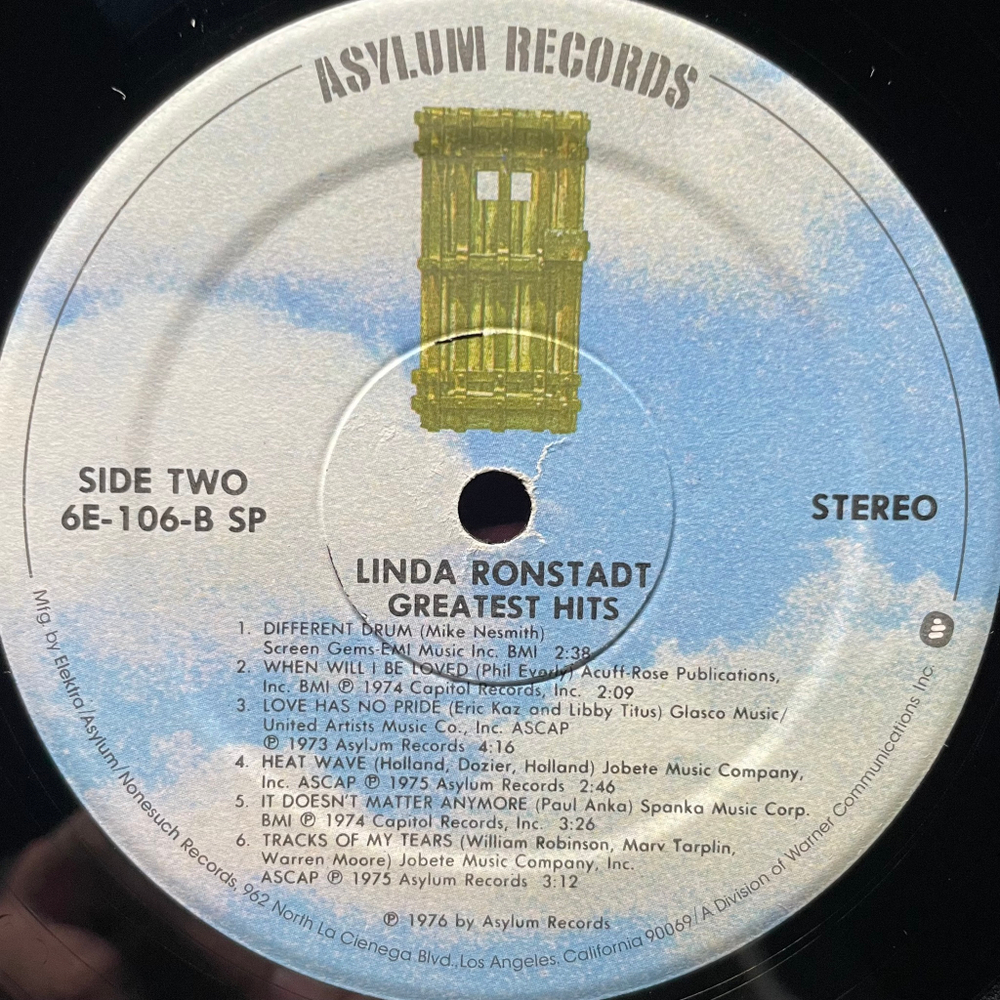 ASYLUM RECORDS
SIDE TWO
6E-106-B SP
STEREO
LINDA RONSTADT
GREATEST HITS
1. DIFFERENT DRUM (Mike Nesmith)
Screen Gems-EMI Music Inc. BMI 2:38
2. WHEN WILL I BE LOVED (Phil Everly) Acuff-Rose Publications,
Inc. BMI Ⓟ 1974 Capitol Records, Inc. 2:09
3. LOVE HAS NO PRIDE (Eric Kaz and Libby Titus) Glasco Music/
United Artists Music Co., Inc. ASCAP
Ⓟ 1973 Asylum Records 4:16
4. HEAT WAVE (Holland, Dozier, Holland) Jobete Music Company,
Inc. ASCAP Ⓟ 1975 Asylum Records 2:46
5. IT DOESN'T MATTER ANYMORE (Paul Anka) Spanka Music Corp.
BMI Ⓟ 1974 Capitol Records, Inc. 3:26
6. TRACKS OF MY TEARS (William Robinson, Marv Tarplin,
Warren Moore) Jobete Music Company, Inc.
ASCAP Ⓟ 1975 Asylum Records 3:12
Ⓟ 1976 by Asylum Records
Mfg. by Elektra/Asylum/Nonesuch Records, 962 North La Cienega Blvd., Los Angeles, California 90069/A Division of Warner Communications Inc.